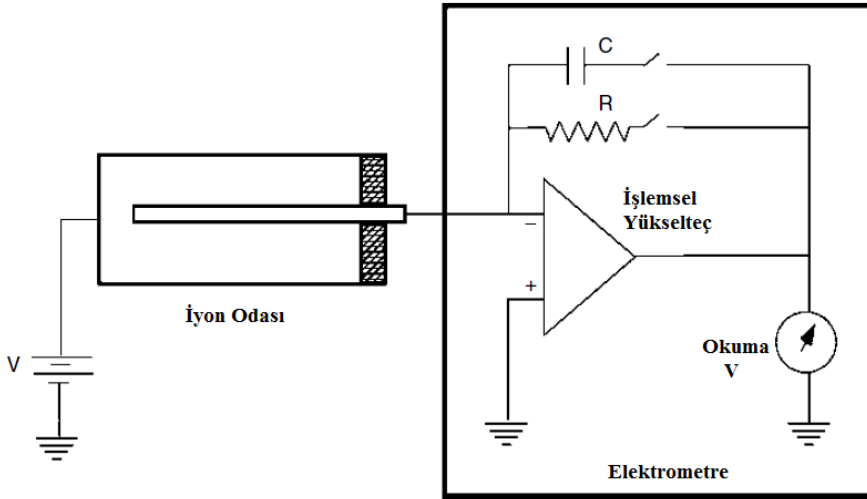 C
R
İşlemsel
Yükselteç
−
+
İyon Odası
V
Okuma
V
Elektrometre